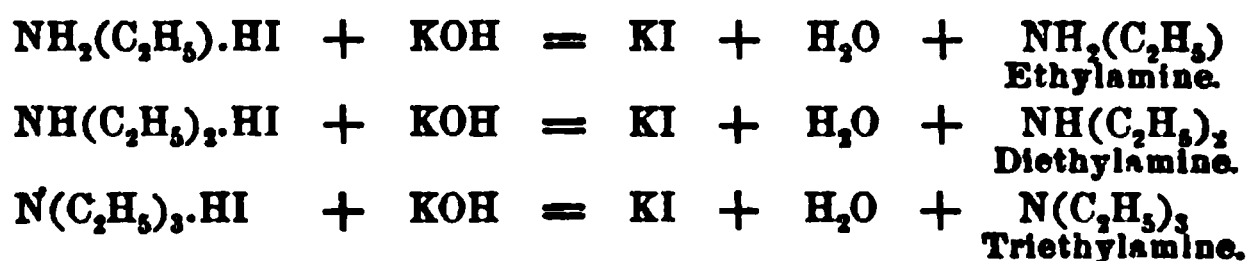 NH₂(C₂H₅).HI + KOH = KI + H₂O + NH₂(C₂H₅)
Ethylamine.
NH(C₂H₅)₂.HI + KOH = KI + H₂O + NH(C₂H₅)₂
Diethylamine.
N(C₂H₅)₃.HI + KOH = KI + H₂O + N(C₂H₅)₃
Triethylamine.